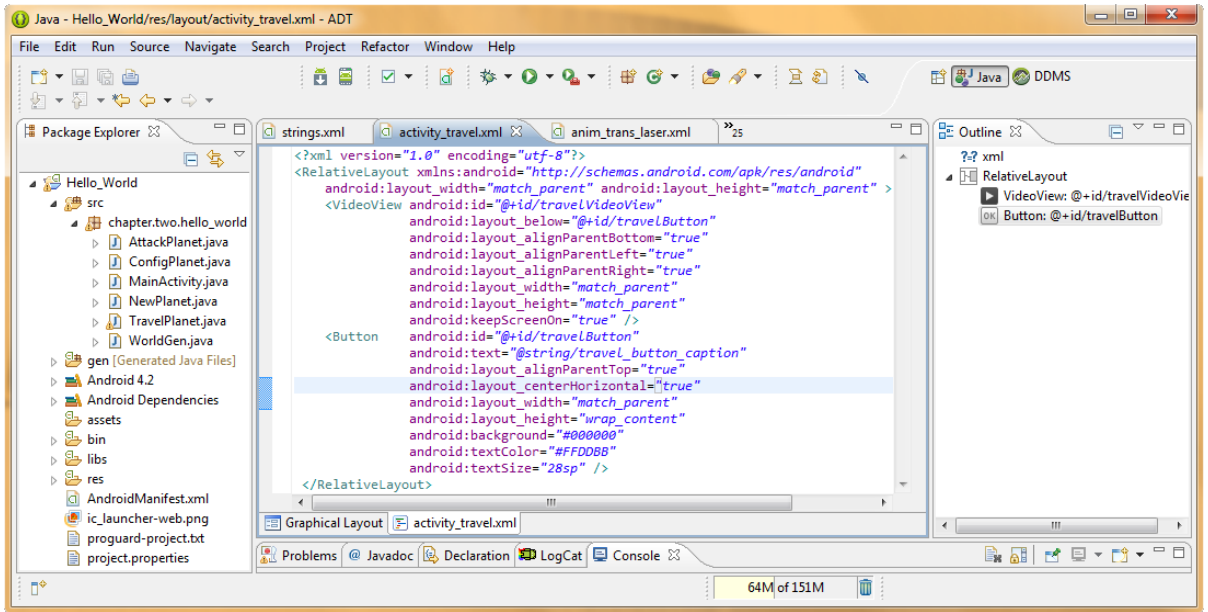 Java - Hello_World/res/layout/activity_travel.xml - ADT
File Edit Run Source Navigate Search Project Refactor Window Help
Java DDMS
Package Explorer
Hello_World
src
chapter.two.hello_world
AttackPlanet.java
ConfigPlanet.java
MainActivity.java
NewPlanet.java
TravelPlanet.java
WorldGen.java
gen [Generated Java Files]
Android 4.2
Android Dependencies
assets
bin
libs
res
AndroidManifest.xml
ic_launcher-web.png
proguard-project.txt
project.properties
strings.xml activity_travel.xml anim_trans_laser.xml »25
<?xml version="1.0" encoding="utf-8"?>
<RelativeLayout xmlns:android="http://schemas.android.com/apk/res/android"
android:layout_width="match_parent" android:layout_height="match_parent" >
<VideoView android:id="@+id/travelVideoView"
android:layout_below="@+id/travelButton"
android:layout_alignParentBottom="true"
android:layout_alignParentLeft="true"
android:layout_alignParentRight="true"
android:layout_width="match_parent"
android:layout_height="match_parent"
android:keepScreenOn="true" />
<Button android:id="@+id/travelButton"
android:text="@string/travel_button_caption"
android:layout_alignParentTop="true"
android:layout_centerHorizontal="true"
android:layout_width="match_parent"
android:layout_height="wrap_content"
android:background="#000000"
android:textColor="#FFDDBB"
android:textSize="28sp" />
</RelativeLayout>
Graphical Layout activity_travel.xml
Outline
?=? xml
RelativeLayout
VideoView: @+id/travelVideoVie
OK Button: @+id/travelButton
Problems @ Javadoc Declaration LogCat Console
64M of 151M